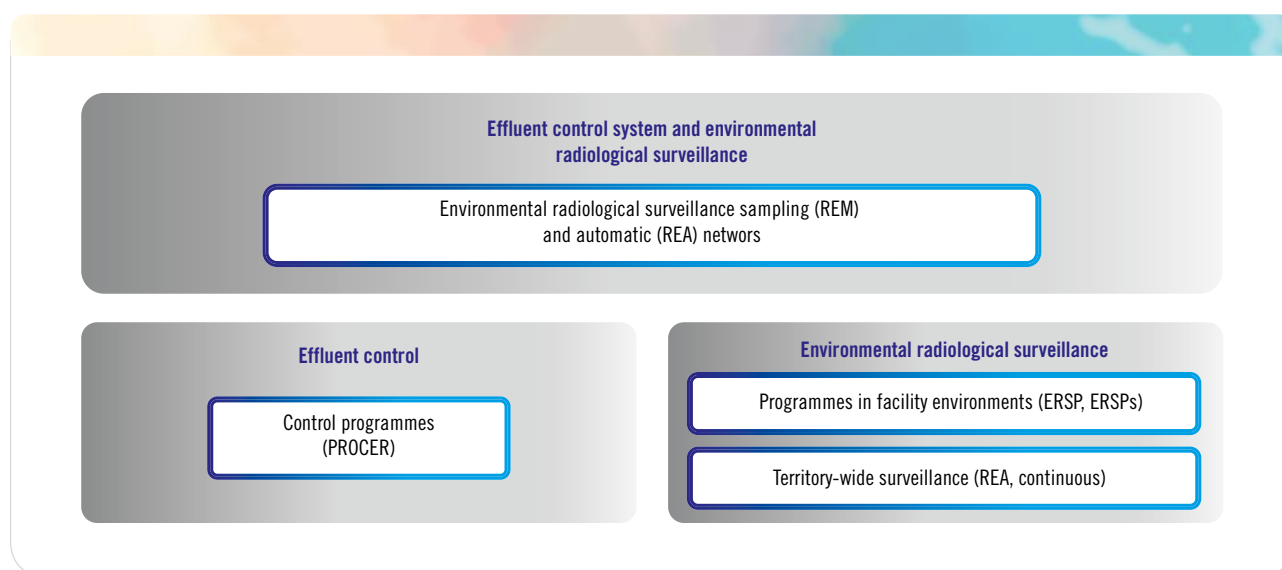 Effluent control system and environmental
radiological surveillance
Environmental radiological surveillance sampling (REM)
and automatic (REA) networs
Effluent control
Control programmes
(PROCER)
Environmental radiological surveillance
Programmes in facility environments (ERSP, ERSPs)
Territory-wide surveillance (REA, continuous)